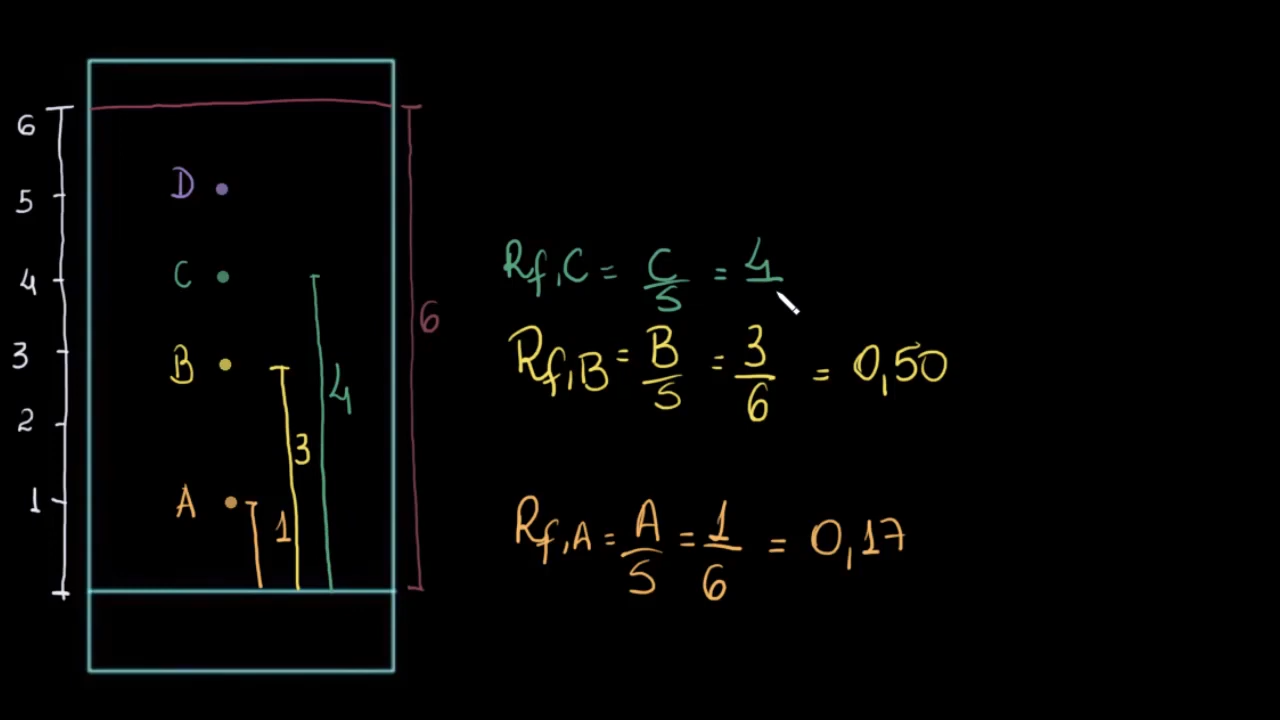 6
5
4
3
2
1
D
C
B
A
1
3
4
6
Rf,C = C/S = 4
Rf,B = B/S = 3/6 = 0,50
Rf,A = A/S = 1/6 = 0,17